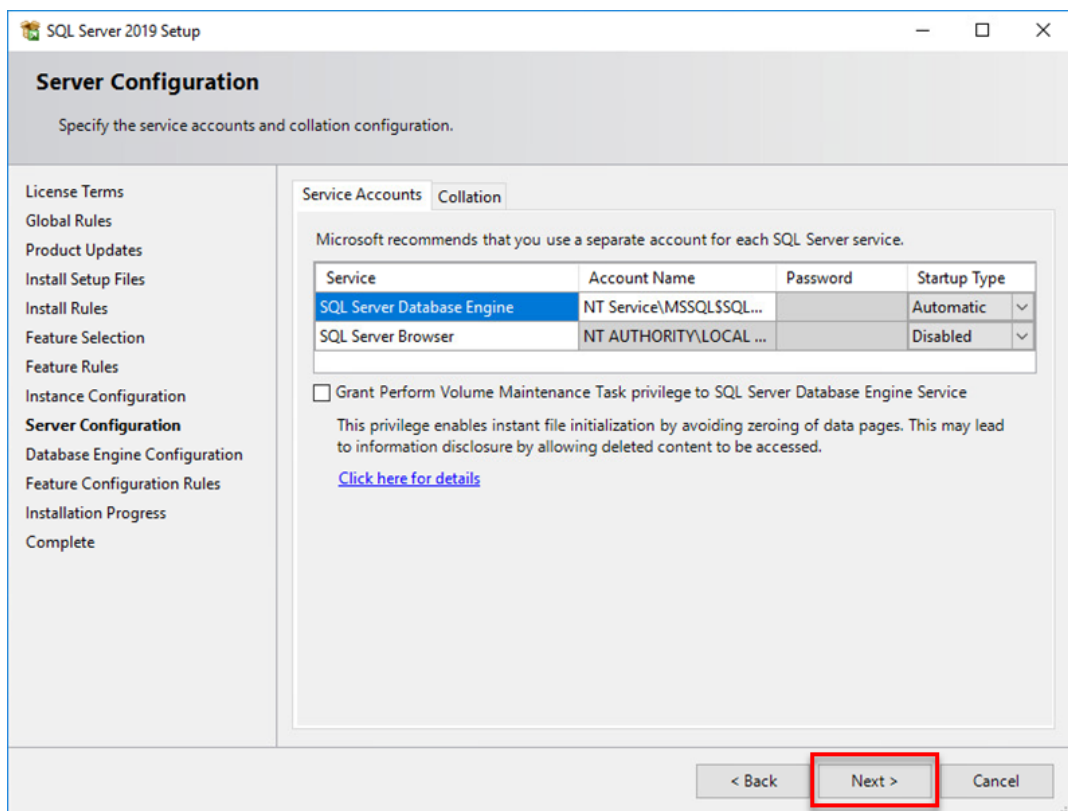 SQL Server 2019 Setup
Server Configuration
Specify the service accounts and collation configuration.
License Terms
Global Rules
Product Updates
Install Setup Files
Install Rules
Feature Selection
Feature Rules
Instance Configuration
Server Configuration
Database Engine Configuration
Feature Configuration Rules
Installation Progress
Complete
Service Accounts Collation
Microsoft recommends that you use a separate account for each SQL Server service.
Service Account Name Password Startup Type
SQL Server Database Engine NT Service\MSSQL$SQL... Automatic
SQL Server Browser NT AUTHORITY\LOCAL ... Disabled
Grant Perform Volume Maintenance Task privilege to SQL Server Database Engine Service
This privilege enables instant file initialization by avoiding zeroing of data pages. This may lead
to information disclosure by allowing deleted content to be accessed.
Click here for details
< Back Next > Cancel